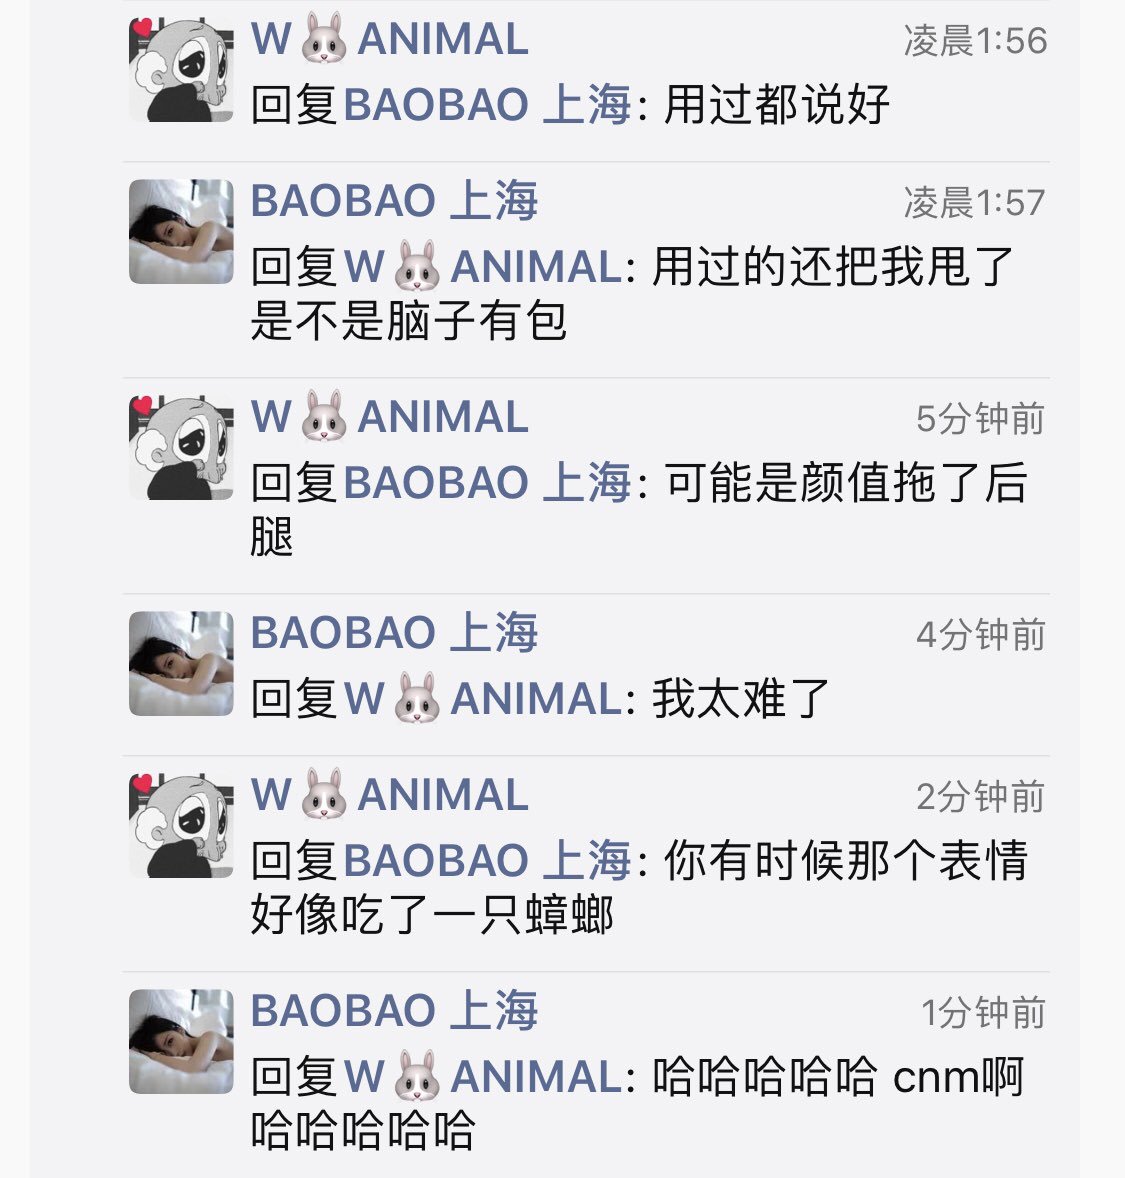 W🐰ANIMAL 凌晨1:56
回复BAOBAO 上海: 用过都说好
BAOBAO 上海 凌晨1:57
回复W🐰ANIMAL: 用过的还把我甩了
是不是脑子有包
W🐰ANIMAL 5分钟前
回复BAOBAO 上海: 可能是颜值拖了后
腿
BAOBAO 上海 4分钟前
回复W🐰ANIMAL: 我太难了
W🐰ANIMAL 2分钟前
回复BAOBAO 上海: 你有时候那个表情
好像吃了一只蟑螂
BAOBAO 上海 1分钟前
回复W🐰ANIMAL: 哈哈哈哈哈 cnm啊
哈哈哈哈哈